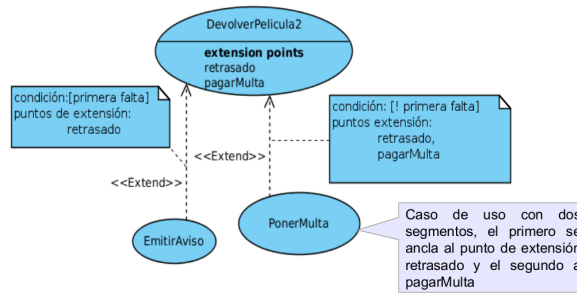 DevolverPelicula2
extension points
retrasado
pagarMulta
condición:[primera falta]
puntos de extensión:
retrasado
condición: [! primera falta]
puntos extensión:
retrasado,
pagarMulta
<<Extend>>
<<Extend>>
EmitirAviso
PonerMulta
Caso de uso con dos
segmentos, el primero se
ancla al punto de extensión
retrasado y el segundo a
pagarMulta